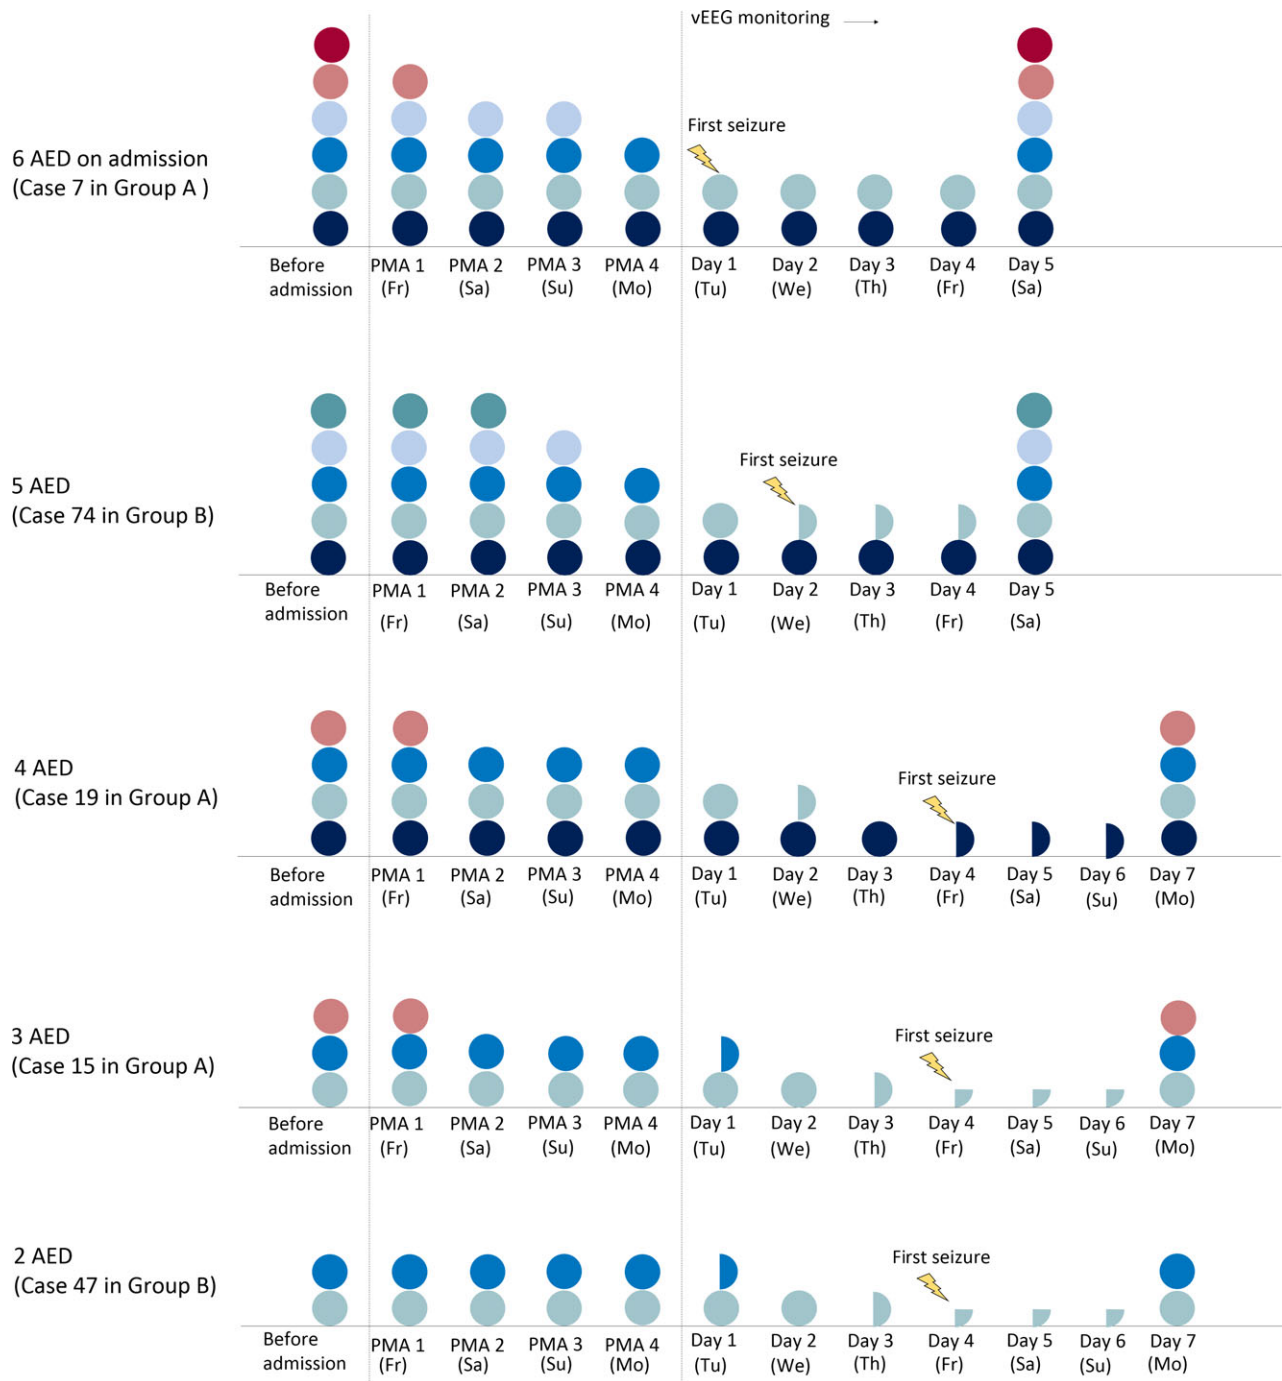 vEEG monitoring
First seizure
6 AED on admission
(Case 7 in Group A )
Before admission
PMA 1 (Fr)
PMA 2 (Sa)
PMA 3 (Su)
PMA 4 (Mo)
Day 1 (Tu)
Day 2 (We)
Day 3 (Th)
Day 4 (Fr)
Day 5 (Sa)
First seizure
5 AED
(Case 74 in Group B)
Before admission
PMA 1 (Fr)
PMA 2 (Sa)
PMA 3 (Su)
PMA 4 (Mo)
Day 1 (Tu)
Day 2 (We)
Day 3 (Th)
Day 4 (Fr)
Day 5 (Sa)
First seizure
4 AED
(Case 19 in Group A)
Before admission
PMA 1 (Fr)
PMA 2 (Sa)
PMA 3 (Su)
PMA 4 (Mo)
Day 1 (Tu)
Day 2 (We)
Day 3 (Th)
Day 4 (Fr)
Day 5 (Sa)
Day 6 (Su)
Day 7 (Mo)
First seizure
3 AED
(Case 15 in Group A)
Before admission
PMA 1 (Fr)
PMA 2 (Sa)
PMA 3 (Su)
PMA 4 (Mo)
Day 1 (Tu)
Day 2 (We)
Day 3 (Th)
Day 4 (Fr)
Day 5 (Sa)
Day 6 (Su)
Day 7 (Mo)
First seizure
2 AED
(Case 47 in Group B)
Before admission
PMA 1 (Fr)
PMA 2 (Sa)
PMA 3 (Su)
PMA 4 (Mo)
Day 1 (Tu)
Day 2 (We)
Day 3 (Th)
Day 4 (Fr)
Day 5 (Sa)
Day 6 (Su)
Day 7 (Mo)